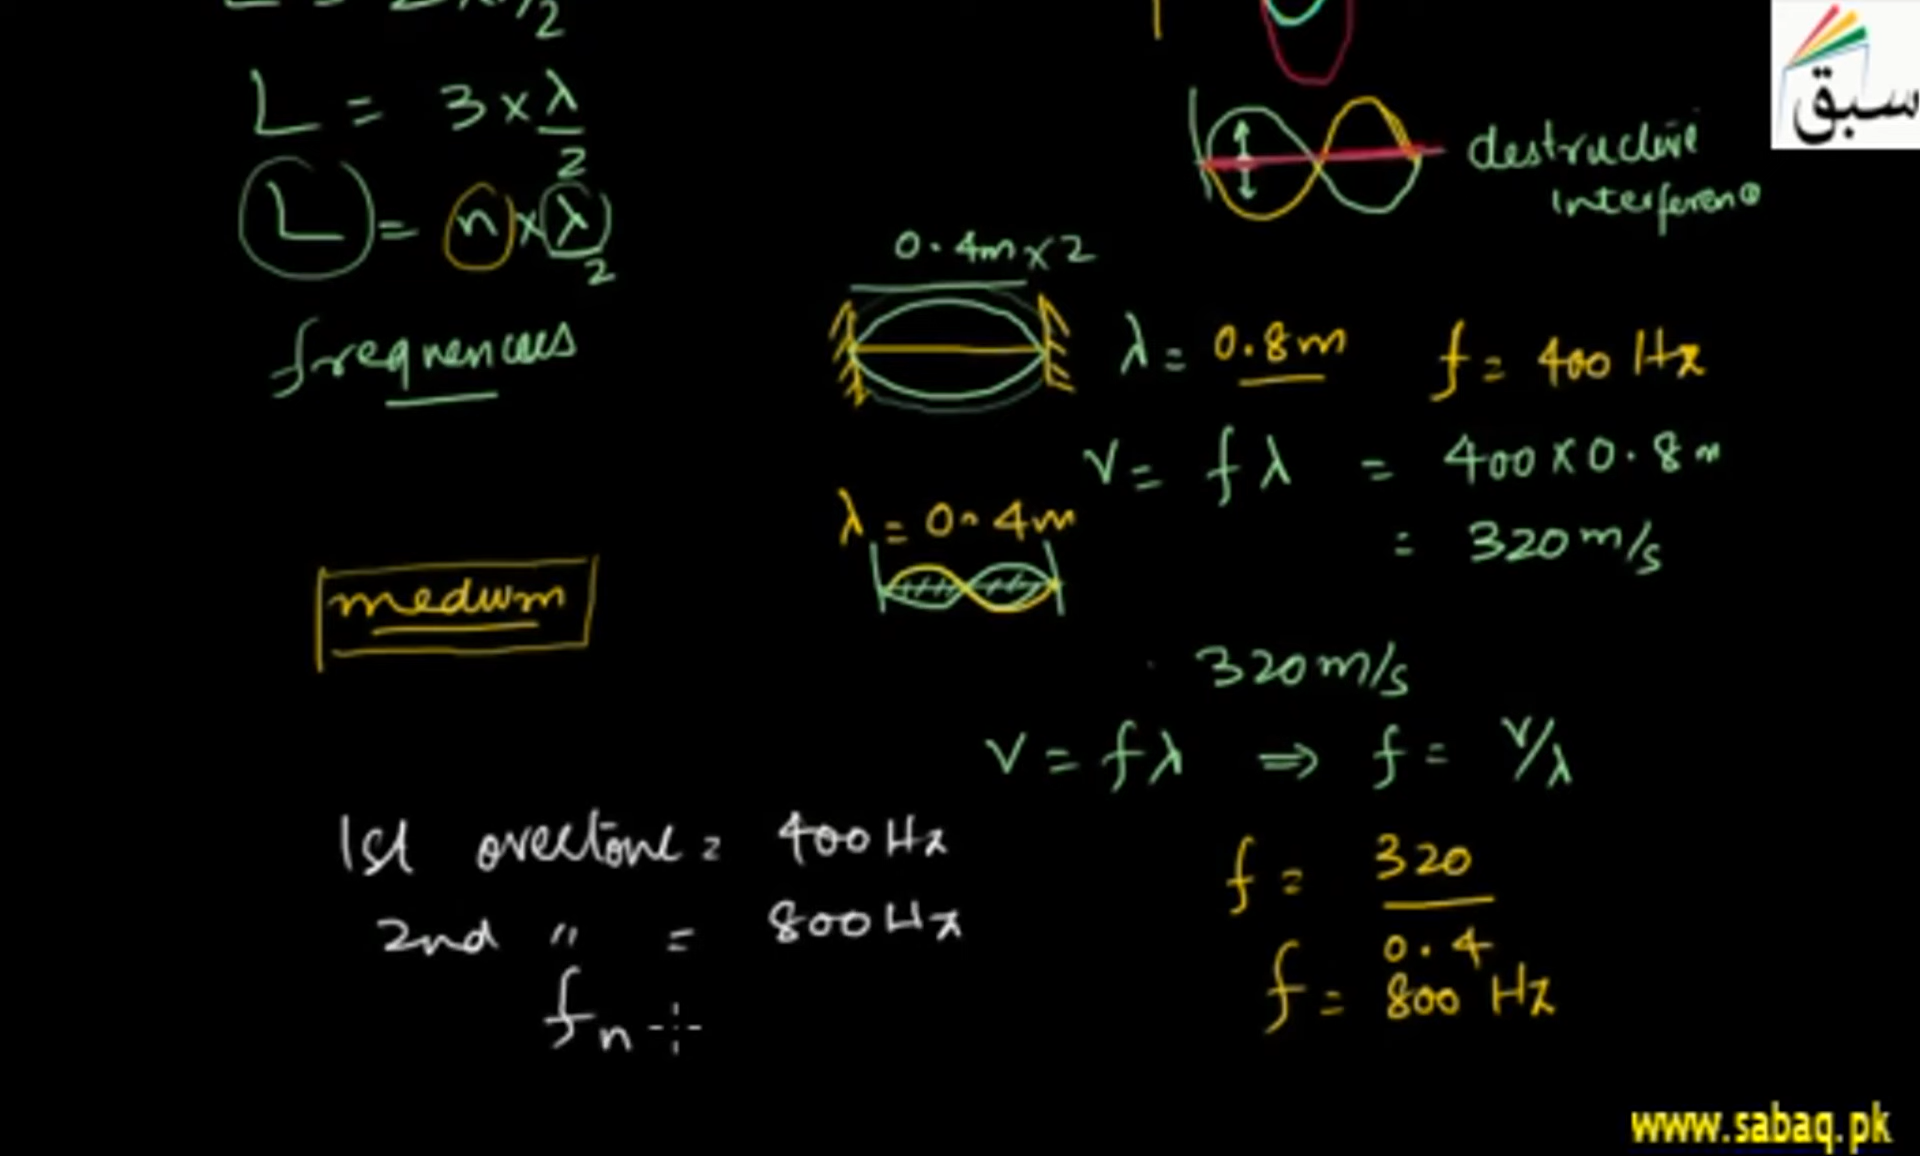 L = 3 × λ/2
L = n × λ/2
frequencies
medium
سبق
destructive
Interference
0.4m × 2
λ = 0.8m f = 400 Hz
v = fλ = 400 × 0.8m
= 320 m/s
λ = 0.4m
320 m/s
v = fλ ⇒ f = v/λ
1st overtone = 400 Hz
2nd " = 800 Hz
fn
f = 320/0.4
f = 800 Hz
www.sabaq.pk